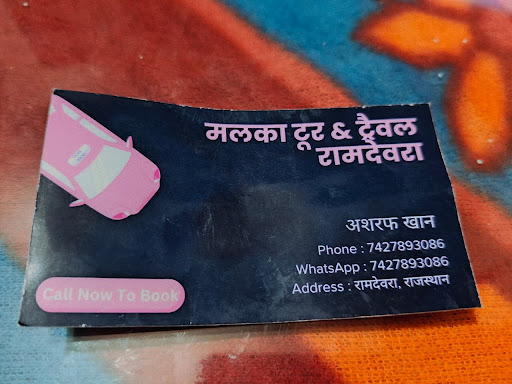 मलका टूर & ट्रैवल
रामदेवरा
अशरफ खान
Phone : 7427893086
WhatsApp : 7427893086
Address : रामदेवरा, राजस्थान
Call Now To Book